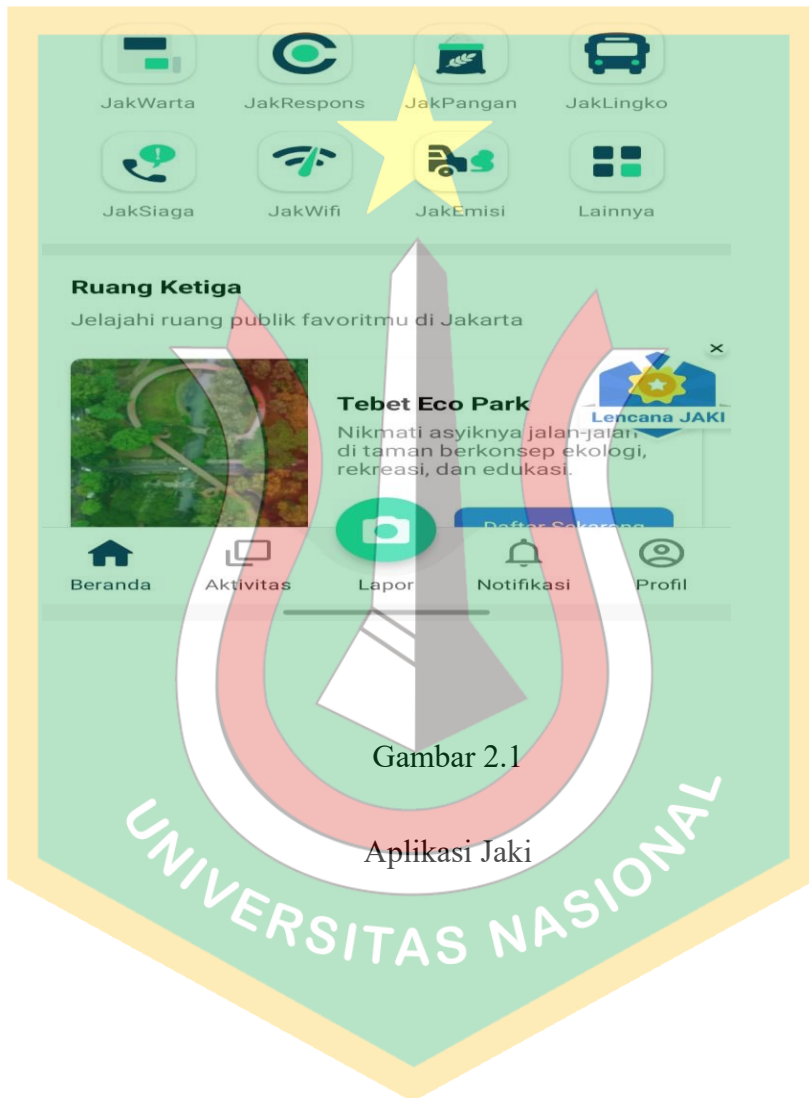 JakWarta JakRespons JakPangan JakLingko
JakSiaga JakWifi JakEmisi Lainnya
Ruang Ketiga
Jelajahi ruang publik favoritmu di Jakarta
Tebet Eco Park
Lencana JAKI
Nikmati asyiknya jalan-jalan
di taman berkonsep ekologi,
rekreasi, dan edukasi.
Daftar Sekarang
Beranda Aktivitas Lapor Notifikasi Profil
Gambar 2.1
Aplikasi Jaki
UNIVERSITAS NASIONAL